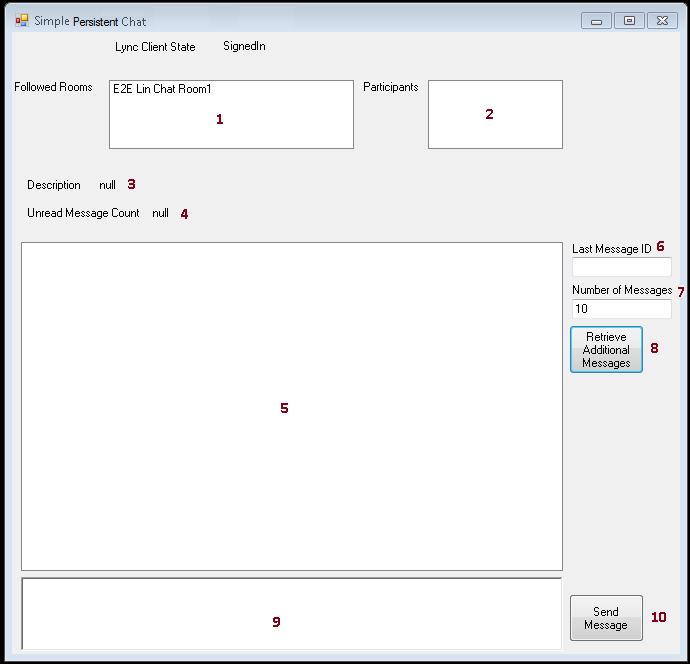 Simple Persistent Chat
Lync Client State SignedIn
Followed Rooms E2E Lin Chat Room1 Participants
1 2
Description null 3
Unread Message Count null 4
Last Message ID 6
Number of Messages 7
10
Retrieve
Additional
Messages 8
5
9
Send
Message 10